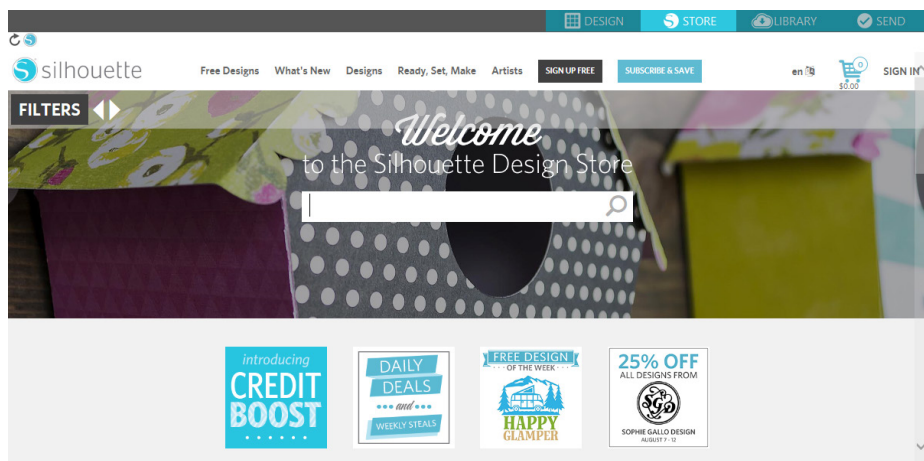 DESIGN
STORE
LIBRARY
SEND
silhouette
Free Designs
What's New
Designs
Ready, Set, Make
Artists
SIGN UP FREE
SUBSCRIBE & SAVE
en
0
$0.00
SIGN IN
FILTERS
Welcome
to the Silhouette Design Store
introducing
CREDIT
BOOST
DAILY
DEALS
and
WEEKLY STEALS
FREE DESIGN
OF THE WEEK
HAPPY
GLAMPER
25% OFF
ALL DESIGNS FROM
SGD
SOPHIE GALLO DESIGN
AUGUST 7 - 12